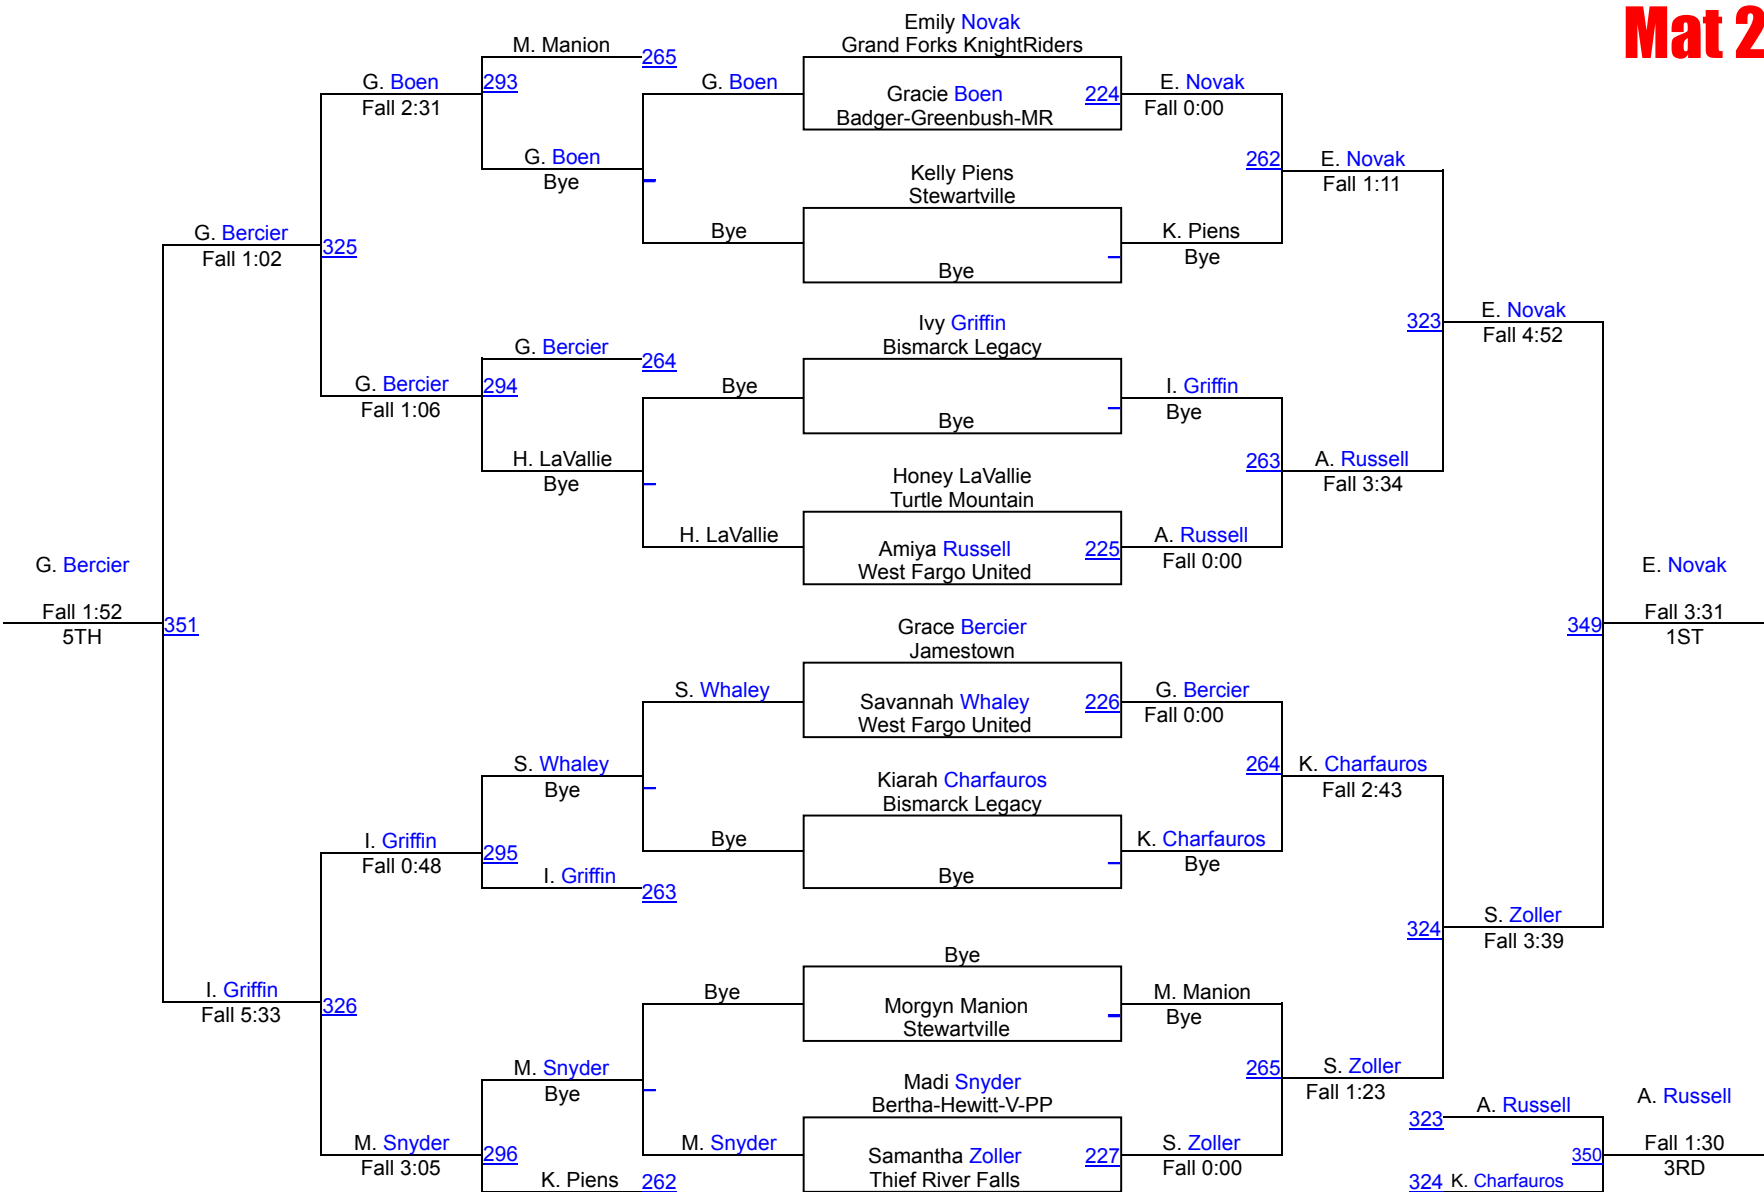 Mat 2
Emily Novak
Grand Forks KnightRiders
M. Manion
265
G. Boen
293
G. Boen
Gracie Boen
224
E. Novak
Fall 2:31
Badger-Greenbush-MR
Fall 0:00
G. Boen
Bye
262
E. Novak
Fall 1:11
Kelly Piens
Stewartville
Bye
K. Piens
Bye
Bye
G. Bercier
Fall 1:02
325
Ivy Griffin
Bismarck Legacy
E. Novak
323
Fall 4:52
G. Bercier
264
G. Bercier
294
Fall 1:06
Bye
Bye
I. Griffin
Bye
H. LaVallie
Bye
263
A. Russell
Fall 3:34
Honey LaVallie
Turtle Mountain
H. LaVallie
Amiya Russell
225
West Fargo United
A. Russell
Fall 0:00
G. Bercier
Fall 1:52
5TH
351
E. Novak
Fall 3:31
349
1ST
Grace Bercier
Jamestown
S. Whaley
Savannah Whaley
226
West Fargo United
G. Bercier
Fall 0:00
S. Whaley
Bye
264
K. Charfauros
Fall 2:43
Kiarah Charfauros
Bismarck Legacy
Bye
Bye
K. Charfauros
Bye
I. Griffin
295
Fall 0:48
I. Griffin
263
S. Zoller
324
Fall 3:39
Bye
Bye
Morgyn Manion
Stewartville
M. Manion
Bye
I. Griffin
326
Fall 5:33
M. Snyder
Bye
265
S. Zoller
Fall 1:23
Madi Snyder
Bertha-Hewitt-V-PP
M. Snyder
296
Fall 3:05
M. Snyder
Samantha Zoller
227
Thief River Falls
S. Zoller
Fall 0:00
K. Piens
262
323
A. Russell
A. Russell
Fall 1:30
350
3RD
324
K. Charfauros